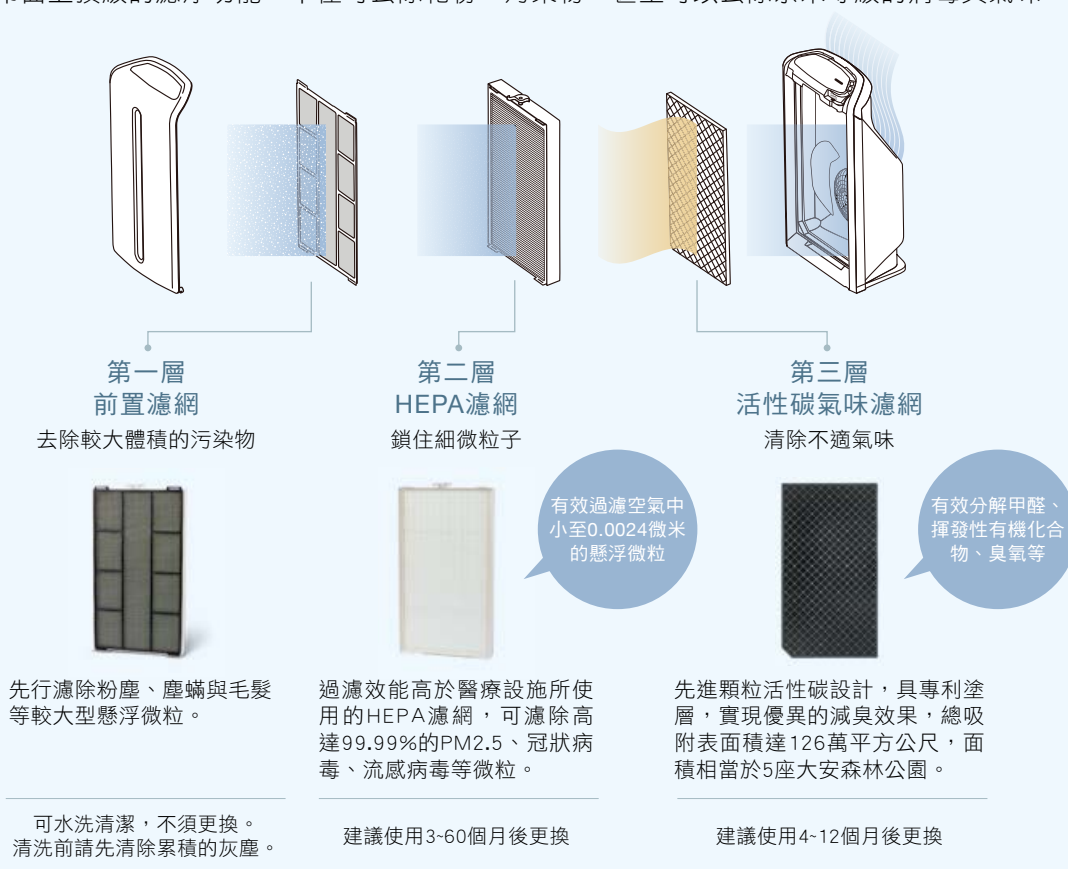 第一層
前置濾網
去除較大體積的污染物
第二層
HEPA濾網
鎖住細微粒子
第三層
活性碳氣味濾網
清除不適氣味
有效過濾空氣中
小至0.0024微米
的懸浮微粒
有效分解甲醛、
揮發性有機化合
物、臭氧等
先行濾除粉塵、塵蟎與毛髮
等較大型懸浮微粒。
過濾效能高於醫療設施所使
用的HEPA濾網，可濾除高
達99.99%的PM2.5、冠狀病
毒、流感病毒等微粒。
先進顆粒活性碳設計，具專利塗
層，實現優異的減臭效果，總吸
附表面積達126萬平方公尺，面
積相當於5座大安森林公園。
可水洗清潔，不須更換。
清洗前請先清除累積的灰塵。
建議使用3~60個月後更換
建議使用4~12個月後更換